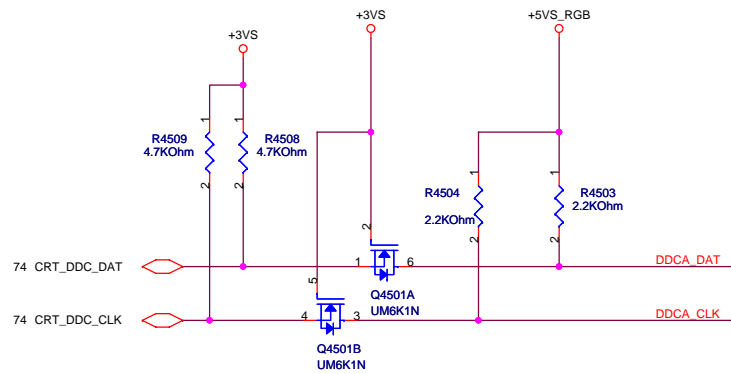 +3VS
+5VS_RGB
+3VS
1
1
R4509
4.7KOhm
R4508
4.7KOhm
2
2
1
1
R4504
2.2KOhm
R4503
2.2KOhm
2
2
2
74 CRT_DDC_DAT
1
6
DDCA_DAT
5
Q4501A
UM6K1N
74 CRT_DDC_CLK
4
3
DDCA_CLK
Q4501B
UM6K1N